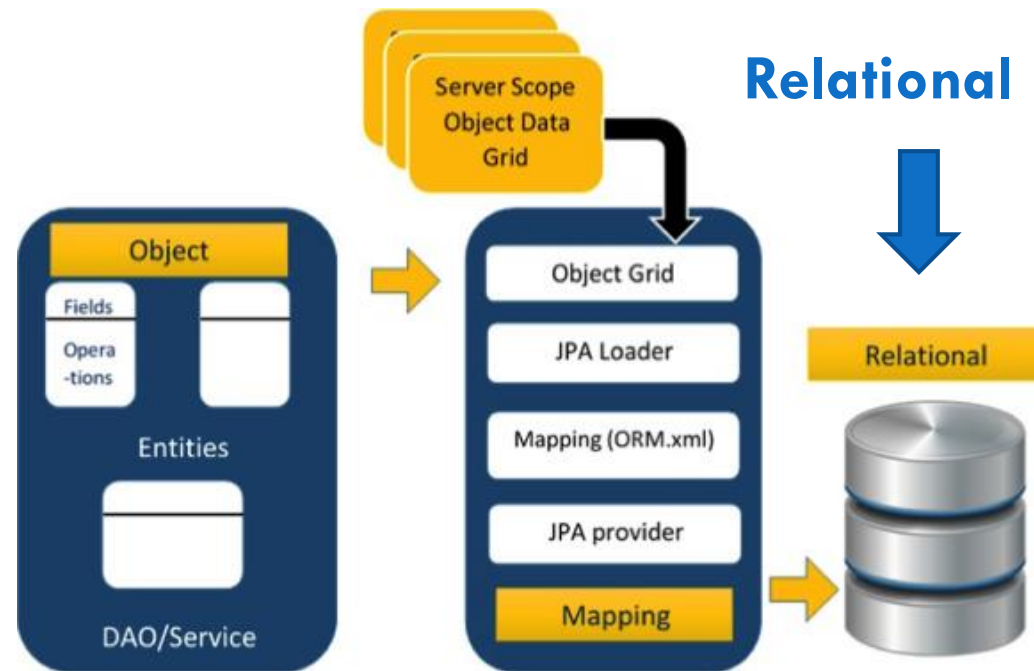 Server Scope
Object Data
Grid
Relational
Object
Fields
Opera
-tions
Entities
DAO/Service
Object Grid
JPA Loader
Mapping (ORM.xml)
JPA provider
Mapping
Relational